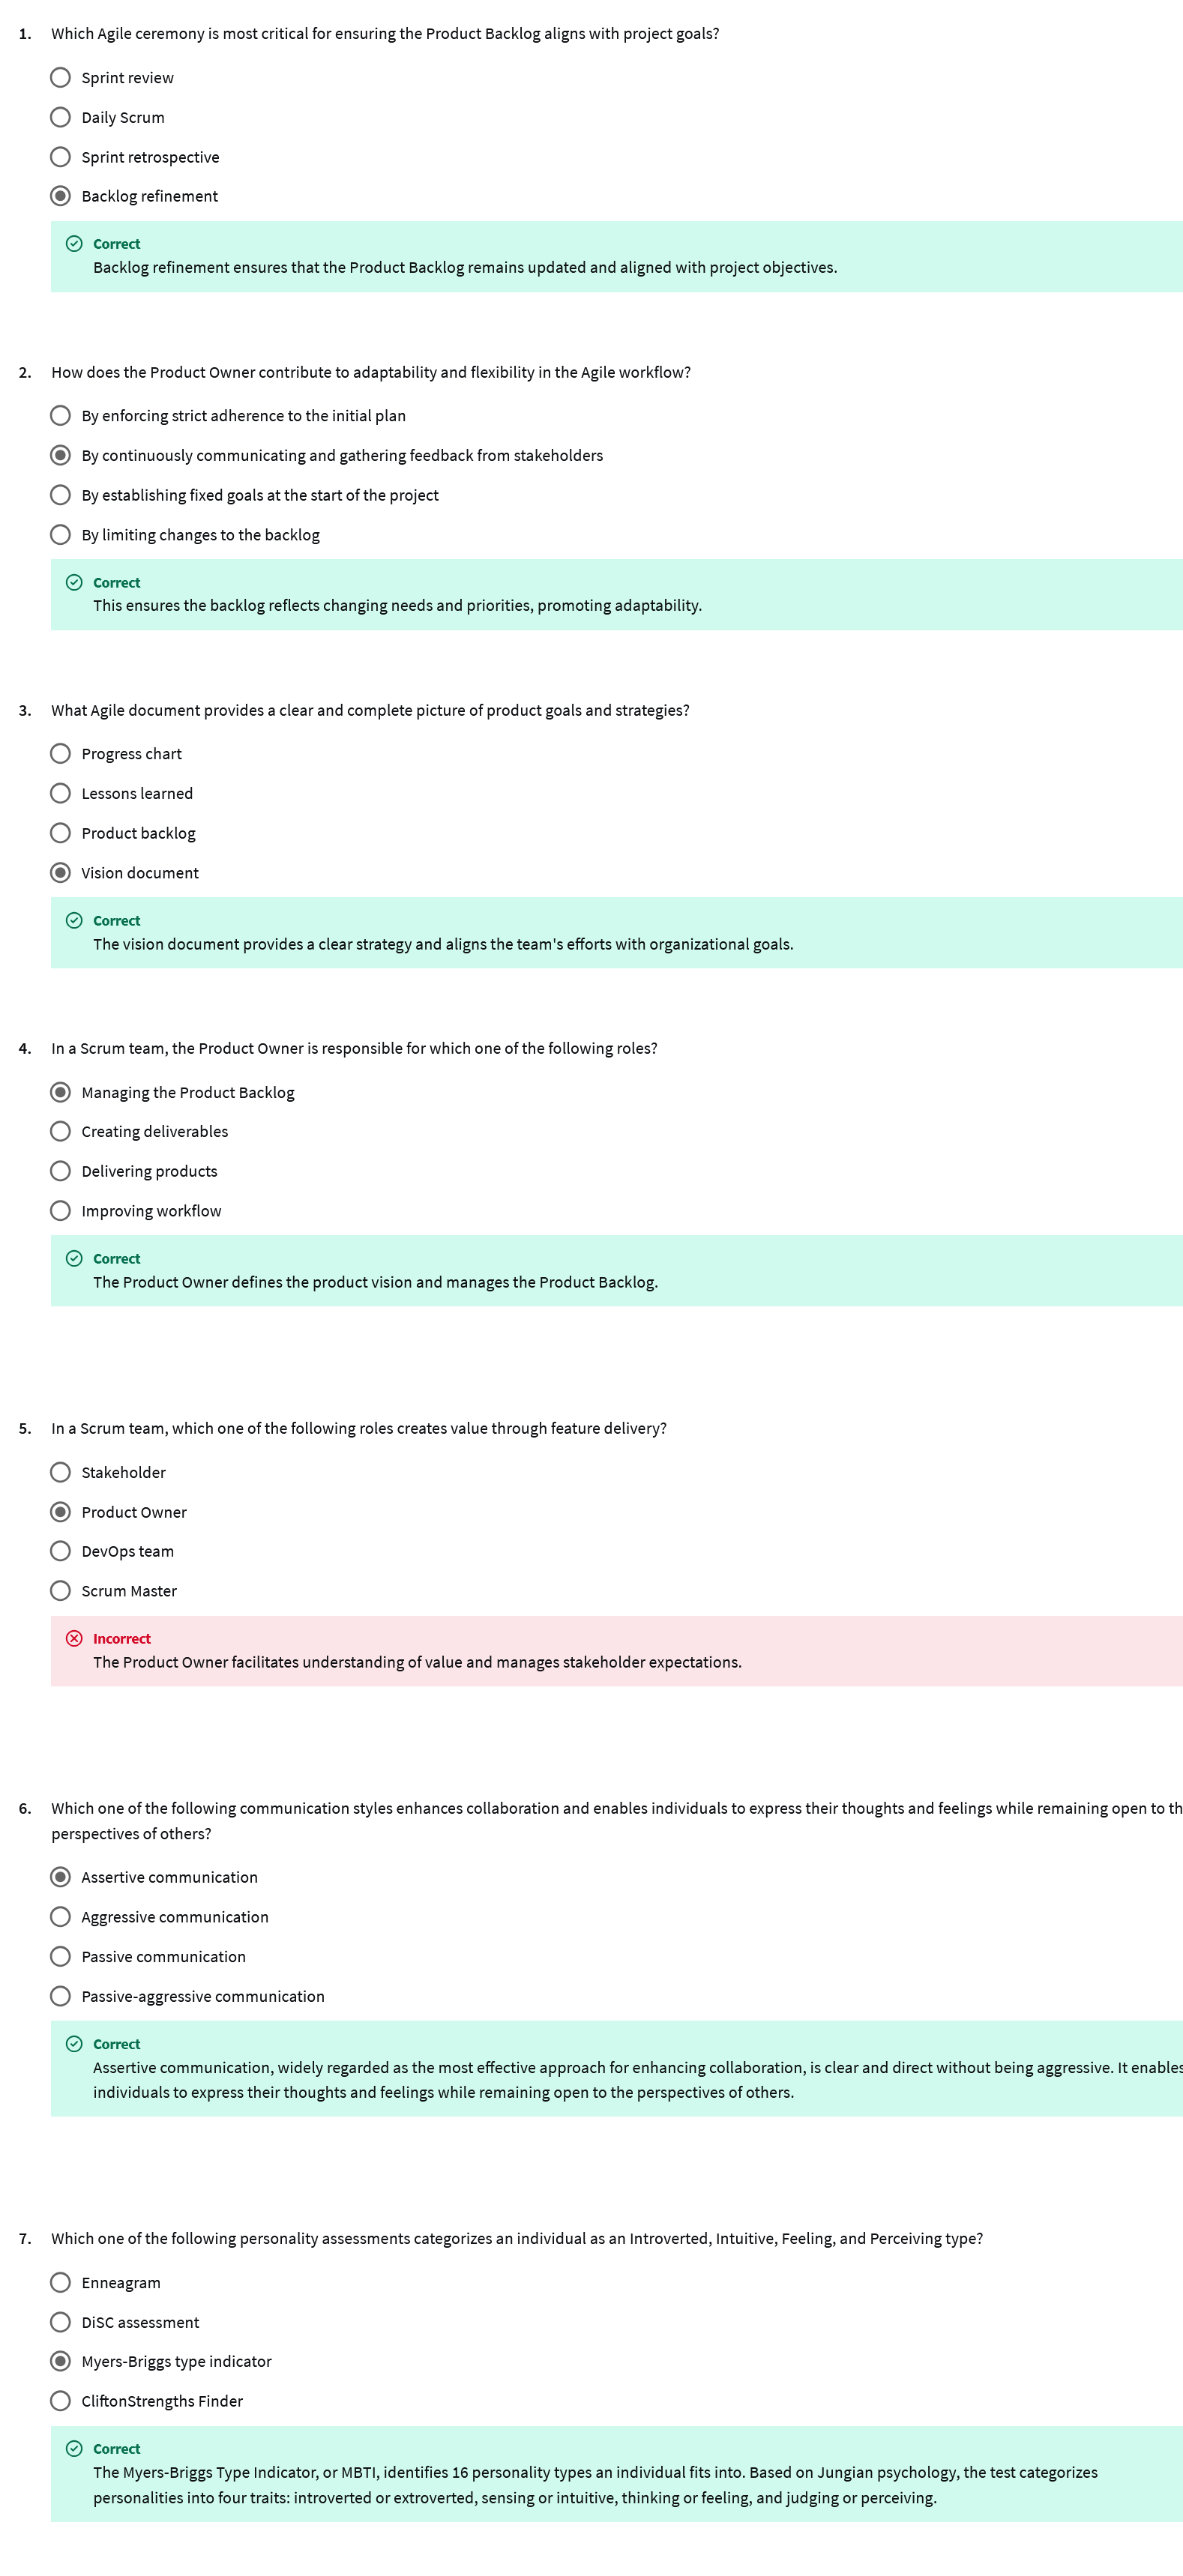 1. Which Agile ceremony is most critical for ensuring the Product Backlog aligns with project goals?
Sprint review
Daily Scrum
Sprint retrospective
Backlog refinement
Correct
Backlog refinement ensures that the Product Backlog remains updated and aligned with project objectives.
2. How does the Product Owner contribute to adaptability and flexibility in the Agile workflow?
By enforcing strict adherence to the initial plan
By continuously communicating and gathering feedback from stakeholders
By establishing fixed goals at the start of the project
By limiting changes to the backlog
Correct
This ensures the backlog reflects changing needs and priorities, promoting adaptability.
3. What Agile document provides a clear and complete picture of product goals and strategies?
Progress chart
Lessons learned
Product backlog
Vision document
Correct
The vision document provides a clear strategy and aligns the team's efforts with organizational goals.
4. In a Scrum team, the Product Owner is responsible for which one of the following roles?
Managing the Product Backlog
Creating deliverables
Delivering products
Improving workflow
Correct
The Product Owner defines the product vision and manages the Product Backlog.
5. In a Scrum team, which one of the following roles creates value through feature delivery?
Stakeholder
Product Owner
DevOps team
Scrum Master
Incorrect
The Product Owner facilitates understanding of value and manages stakeholder expectations.
6. Which one of the following communication styles enhances collaboration and enables individuals to express their thoughts and feelings while remaining open to th
perspectives of others?
Assertive communication
Aggressive communication
Passive communication
Passive-aggressive communication
Correct
Assertive communication, widely regarded as the most effective approach for enhancing collaboration, is clear and direct without being aggressive. It enables
individuals to express their thoughts and feelings while remaining open to the perspectives of others.
7. Which one of the following personality assessments categorizes an individual as an Introverted, Intuitive, Feeling, and Perceiving type?
Enneagram
DiSC assessment
Myers-Briggs type indicator
CliftonStrengths Finder
Correct
The Myers-Briggs Type Indicator, or MBTI, identifies 16 personality types an individual fits into. Based on Jungian psychology, the test categorizes
personalities into four traits: introverted or extroverted, sensing or intuitive, thinking or feeling, and judging or perceiving.